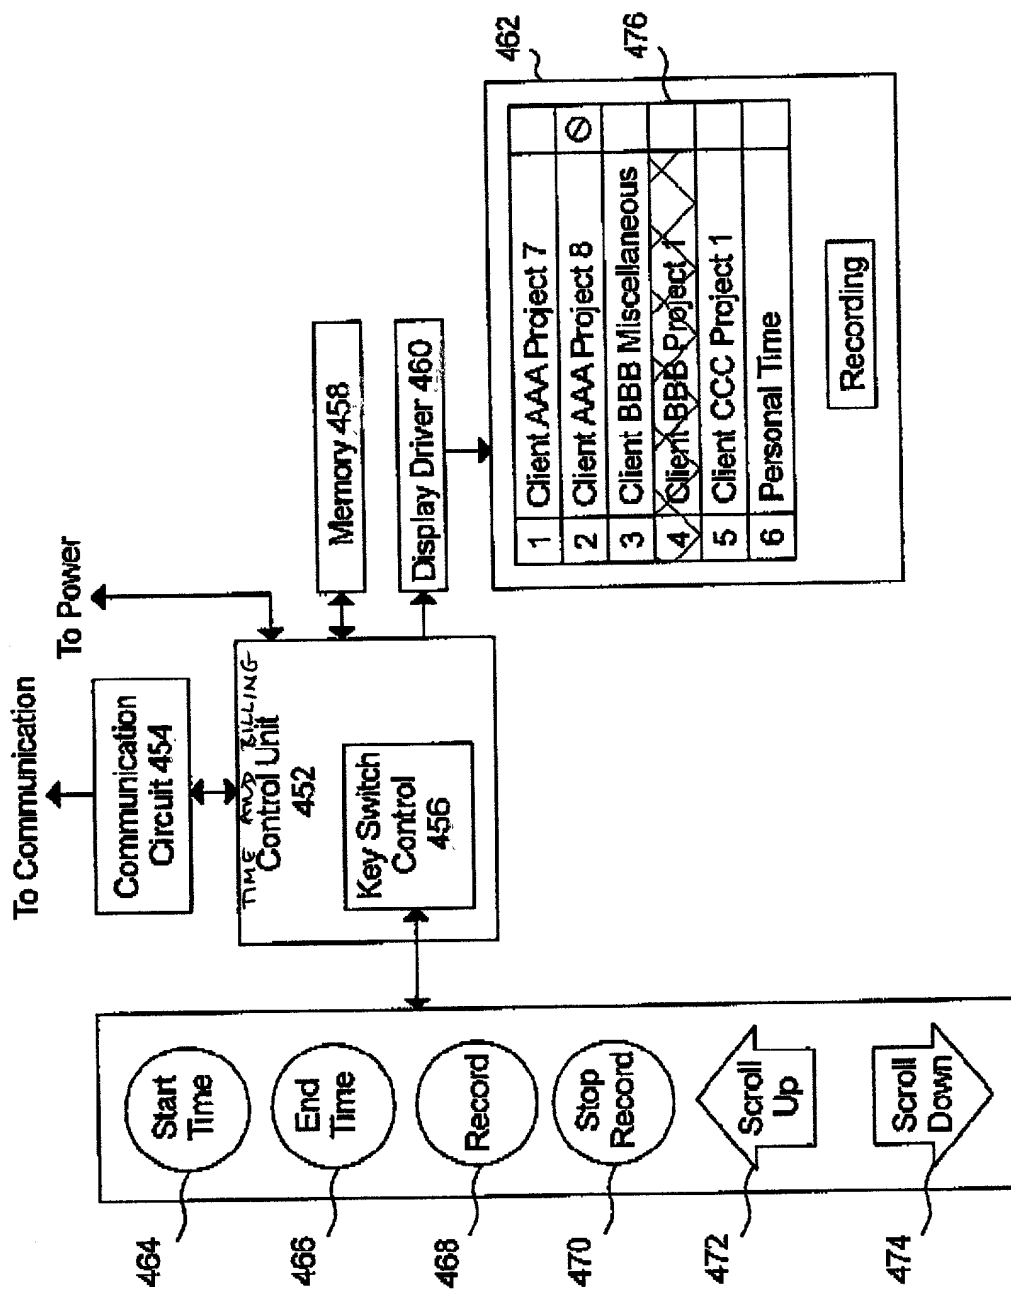 To Communication
To Power
Communication
Circuit 454
TIME AND BILLING
Control Unit
452
Key Switch
Control
456
Memory 458
Display Driver 460
462
476
1 Client AAA Project 7
2 Client AAA Project 8
3 Client BBB Miscellaneous
4 Client BBB Project 1
5 Client CCC Project 1
6 Personal Time
Recording
Start
Time
464
End
Time
466
Record
468
Stop
Record
470
Scroll
Up
472
Scroll
Down
474